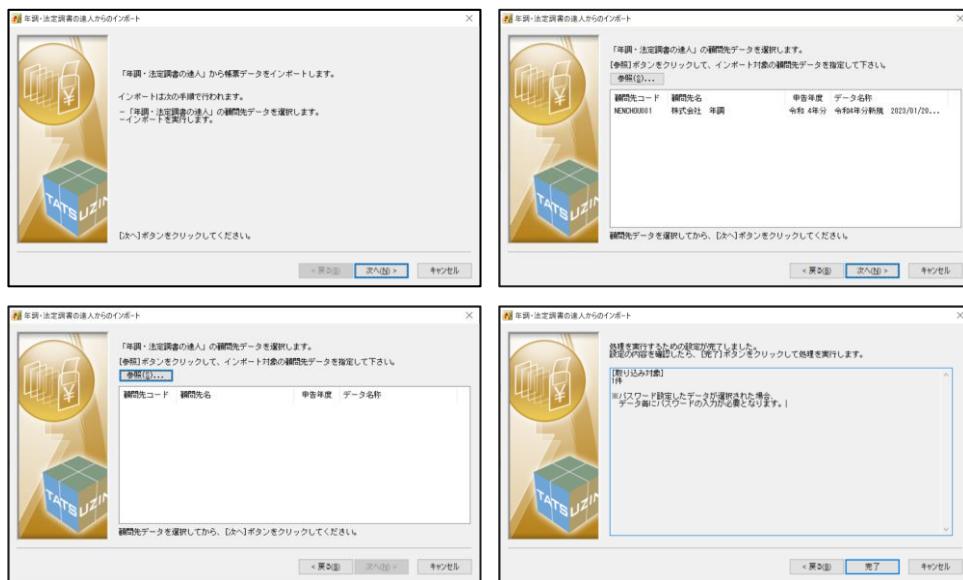 年調・法定調書の達人からのインポート
「年調・法定調書の達人」から帳票データをインポートします。
インポートは次の手順で行われます。
－「年調・法定調書の達人」の顧問先データを選択します。
－インポートを実行します。
[次へ]ボタンをクリックしてください。
TATSUZIN
< 戻る(B)
次へ(N) >
キャンセル
年調・法定調書の達人からのインポート
「年調・法定調書の達人」の顧問先データを選択します。
[参照]ボタンをクリックして、インポート対象の顧問先データを指定して下さい。
参照(S)...
顧問先コード 顧問先名 申告年度 データ名称
NENCHOU001 株式会社 年調 令和 4年分 令和4年分新規 2023/01/20...
顧問先データを選択してから、[次へ]ボタンをクリックしてください。
TATSUZIN
< 戻る(B)
次へ(N) >
キャンセル
年調・法定調書の達人からのインポート
「年調・法定調書の達人」の顧問先データを選択します。
[参照]ボタンをクリックして、インポート対象の顧問先データを指定して下さい。
参照(S)...
顧問先コード 顧問先名 申告年度 データ名称
顧問先データを選択してから、[次へ]ボタンをクリックしてください。
TATSUZIN
< 戻る(B)
次へ(N) >
キャンセル
年調・法定調書の達人からのインポート
処理を実行するための設定が完了しました。
設定の内容を確認したら、[完了]ボタンをクリックして処理を実行します。
[取り込み対象]
1件
※パスワード設定したデータが選択された場合、
データ毎にパスワードの入力が必要となります。
TATSUZIN
< 戻る(B)
完了
キャンセル